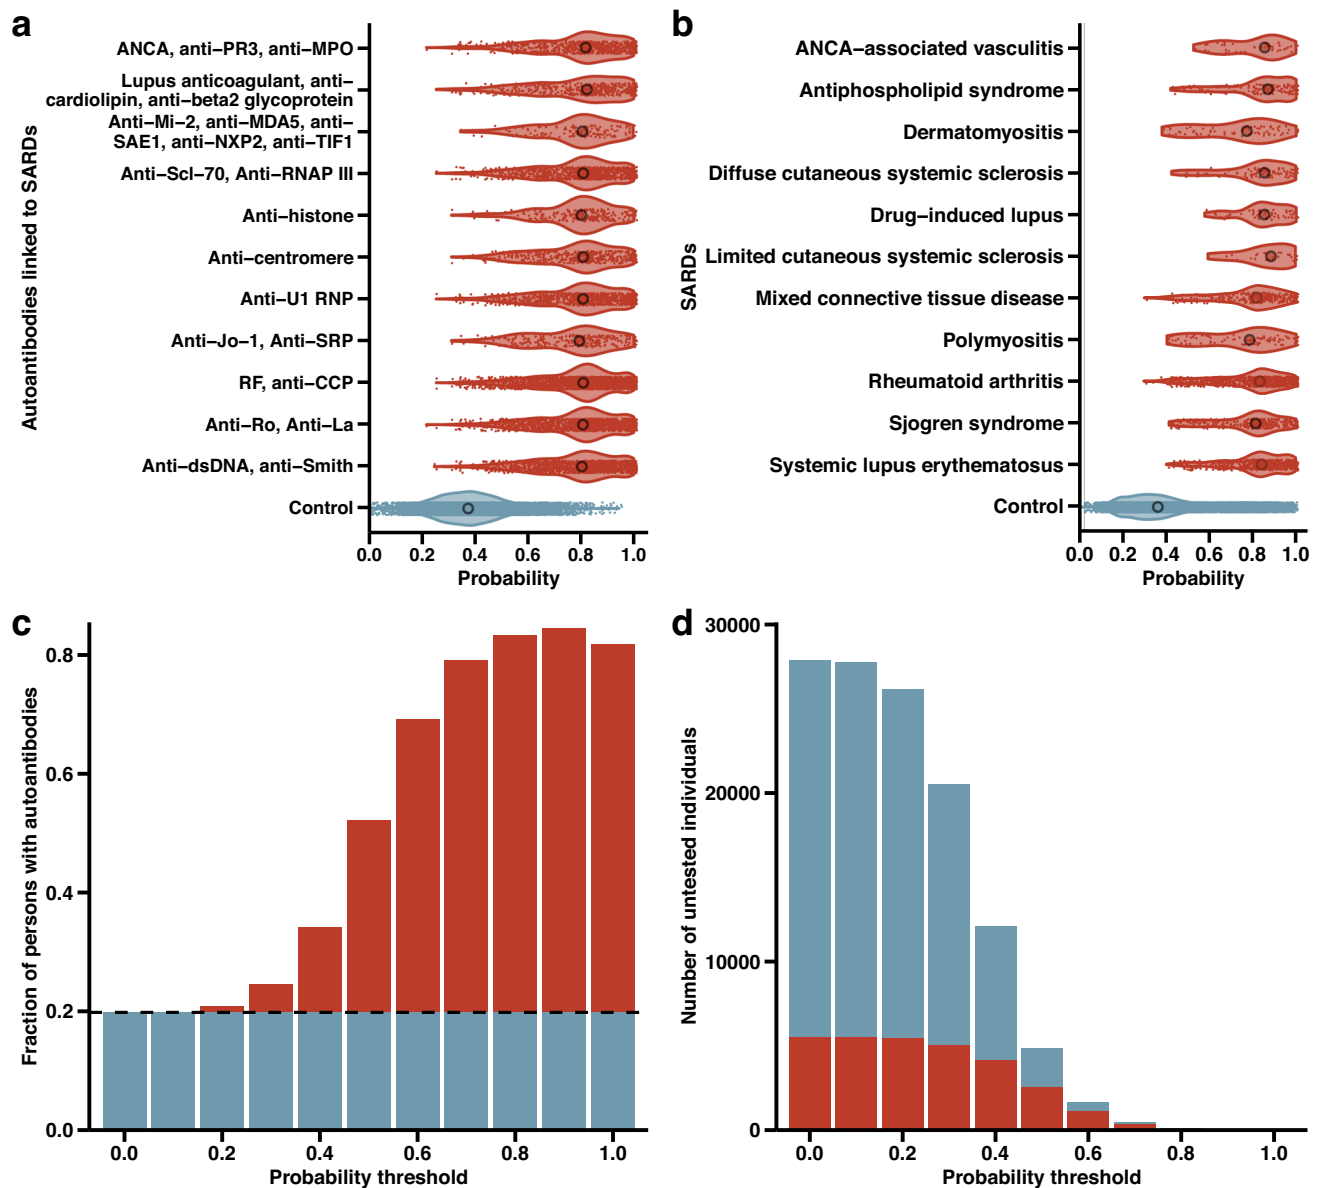 a
Autoantibodies linked to SARDs
ANCA, anti−PR3, anti−MPO
Lupus anticoagulant, anti−
cardiolipin, anti−beta2 glycoprotein
Anti−Mi−2, anti−MDA5, anti−
SAE1, anti−NXP2, anti−TIF1
Anti−Scl−70, Anti−RNAP III
Anti−histone
Anti−centromere
Anti−U1 RNP
Anti−Jo−1, Anti−SRP
RF, anti−CCP
Anti−Ro, Anti−La
Anti−dsDNA, anti−Smith
Control
0.0 0.2 0.4 0.6 0.8 1.0
Probability
b
SARDs
ANCA−associated vasculitis
Antiphospholipid syndrome
Dermatomyositis
Diffuse cutaneous systemic sclerosis
Drug−induced lupus
Limited cutaneous systemic sclerosis
Mixed connective tissue disease
Polymyositis
Rheumatoid arthritis
Sjogren syndrome
Systemic lupus erythematosus
Control
0.0 0.2 0.4 0.6 0.8 1.0
Probability
c
Fraction of persons with autoantibodies
0.8
0.6
0.4
0.2
0.0
0.0 0.2 0.4 0.6 0.8 1.0
Probability threshold
d
Number of untested individuals
30000
20000
10000
0
0.0 0.2 0.4 0.6 0.8 1.0
Probability threshold